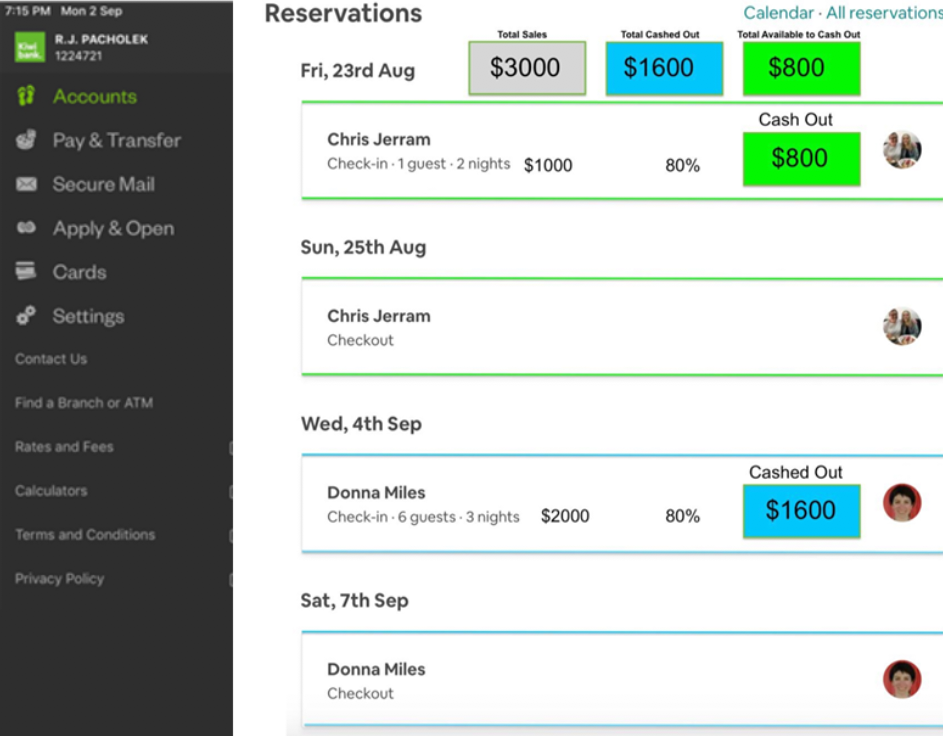 7:15 PM Mon 2 Sep
Kiwi
bank.
R.J. PACHOLEK
1224721
Accounts
Pay & Transfer
Secure Mail
Apply & Open
Cards
Settings
Contact Us
Find a Branch or ATM
Rates and Fees
Calculators
Terms and Conditions
Privacy Policy
Reservations
Calendar · All reservations
Total Sales
Total Cashed Out
Total Available to Cash Out
Fri, 23rd Aug
$3000
$1600
$800
Cash Out
Chris Jerram
Check-in · 1 guest · 2 nights $1000 80% $800
Sun, 25th Aug
Chris Jerram
Checkout
Wed, 4th Sep
Cashed Out
Donna Miles
Check-in · 6 guests · 3 nights $2000 80% $1600
Sat, 7th Sep
Donna Miles
Checkout